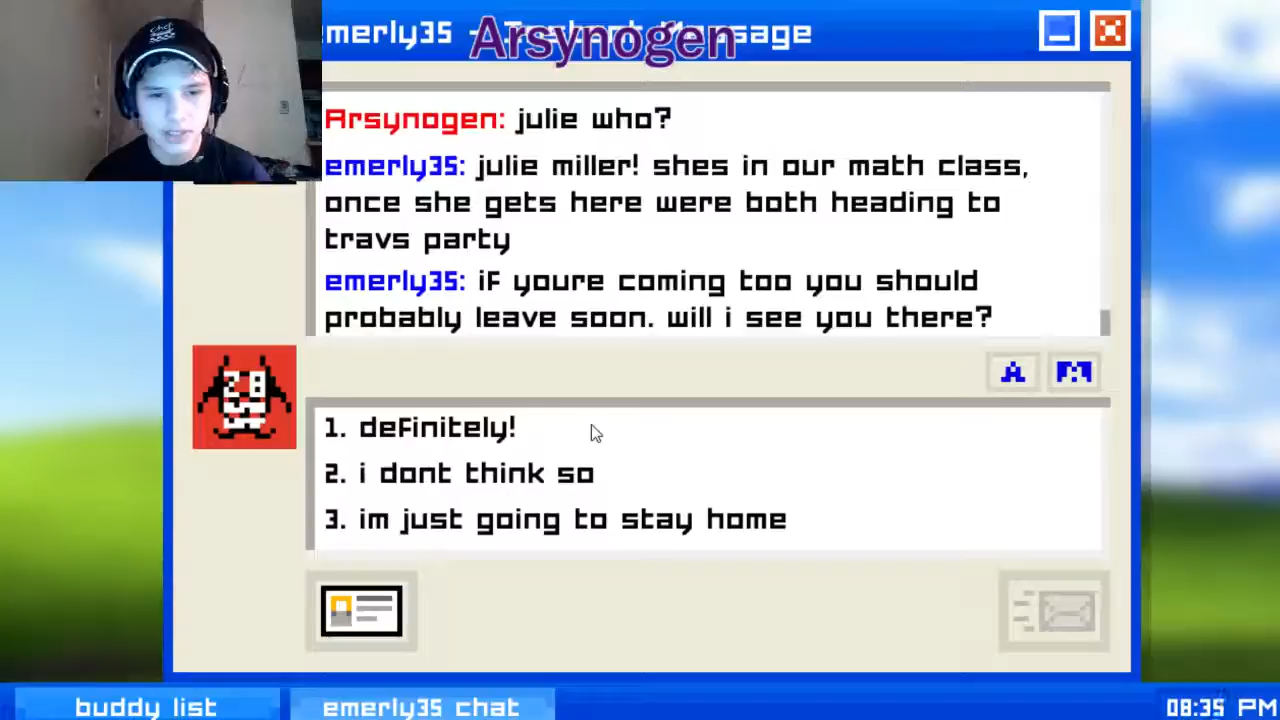 emerly35 - Instant Message
Arsynogen
Arsynogen: julie who?
emerly35: julie miller! shes in our math class,
once she gets here were both heading to
travs party
emerly35: if youre coming too you should
probably leave soon. will i see you there?
A
1. definitely!
2. i dont think so
3. im just going to stay home
buddy list
emerly35 chat
08:35 PM